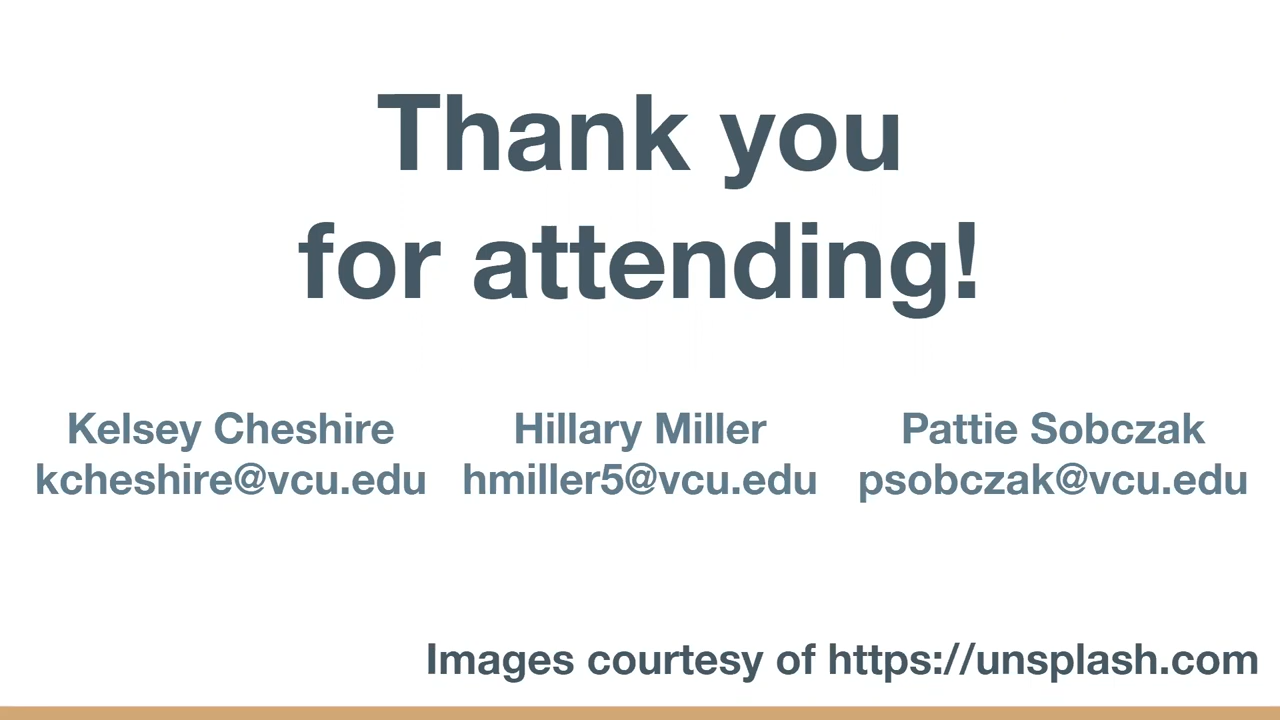 Thank you
for attending!
Kelsey Cheshire
kcheshire@vcu.edu
Hillary Miller
hmiller5@vcu.edu
Pattie Sobczak
psobczak@vcu.edu
Images courtesy of https://unsplash.com